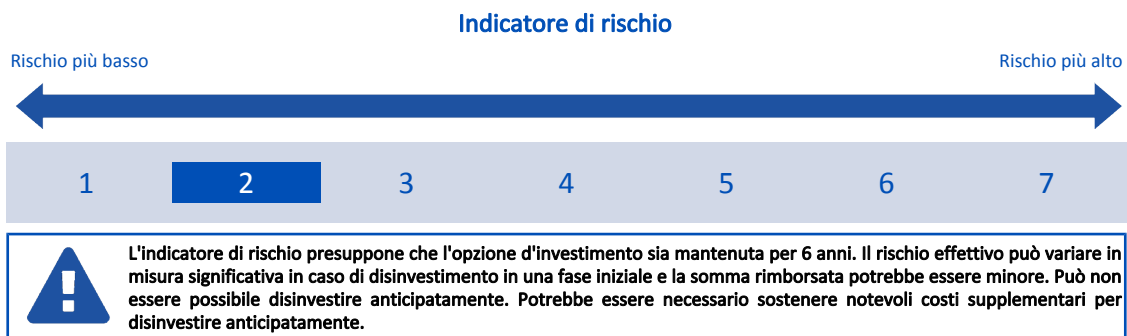 Indicatore di rischio
Rischio più basso
Rischio più alto
1 2 3 4 5 6 7
L'indicatore di rischio presuppone che l'opzione d'investimento sia mantenuta per 6 anni. Il rischio effettivo può variare in
misura significativa in caso di disinvestimento in una fase iniziale e la somma rimborsata potrebbe essere minore. Può non
essere possibile disinvestire anticipatamente. Potrebbe essere necessario sostenere notevoli costi supplementari per
disinvestire anticipatamente.